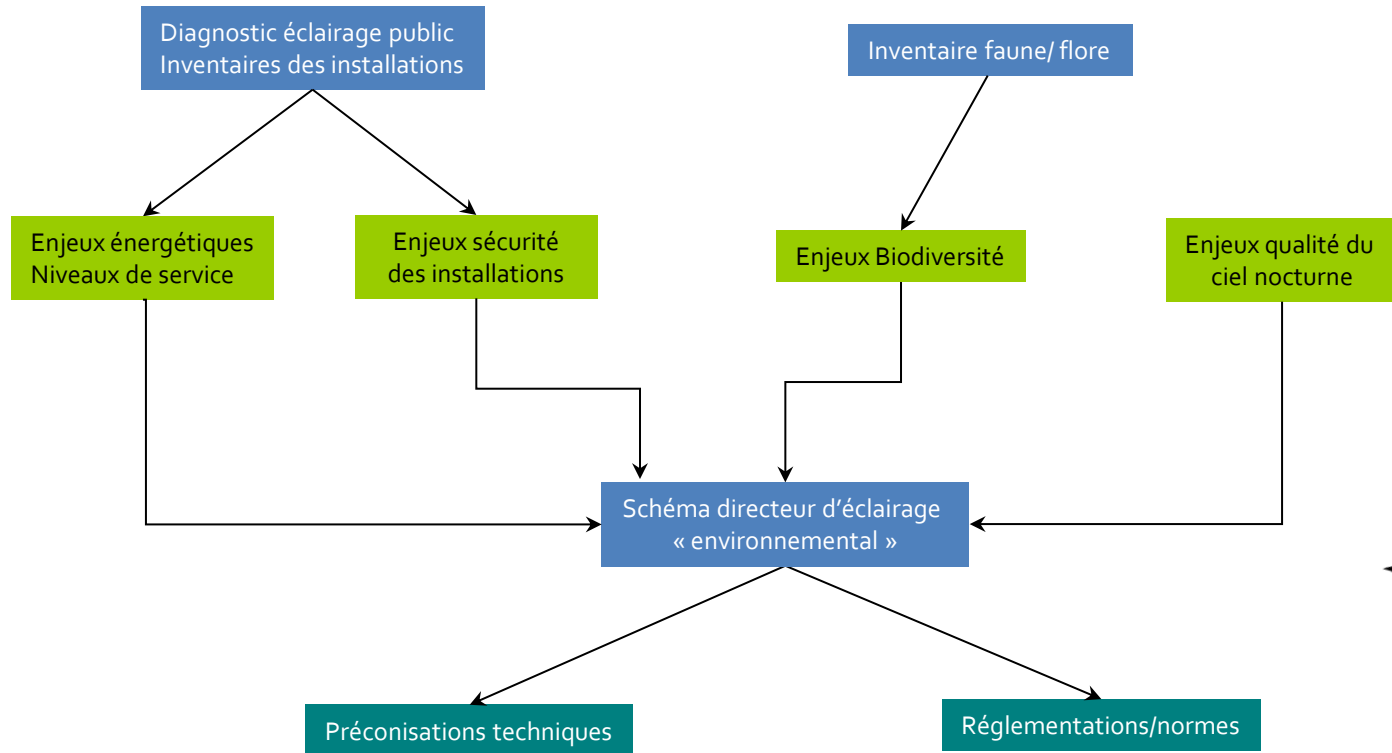 Diagnostic éclairage public
Inventaires des installations
Inventaire faune/ flore
Enjeux énergétiques
Niveaux de service
Enjeux sécurité
des installations
Enjeux Biodiversité
Enjeux qualité du
ciel nocturne
Schéma directeur d’éclairage
« environnemental »
Préconisations techniques
Réglementations/normes